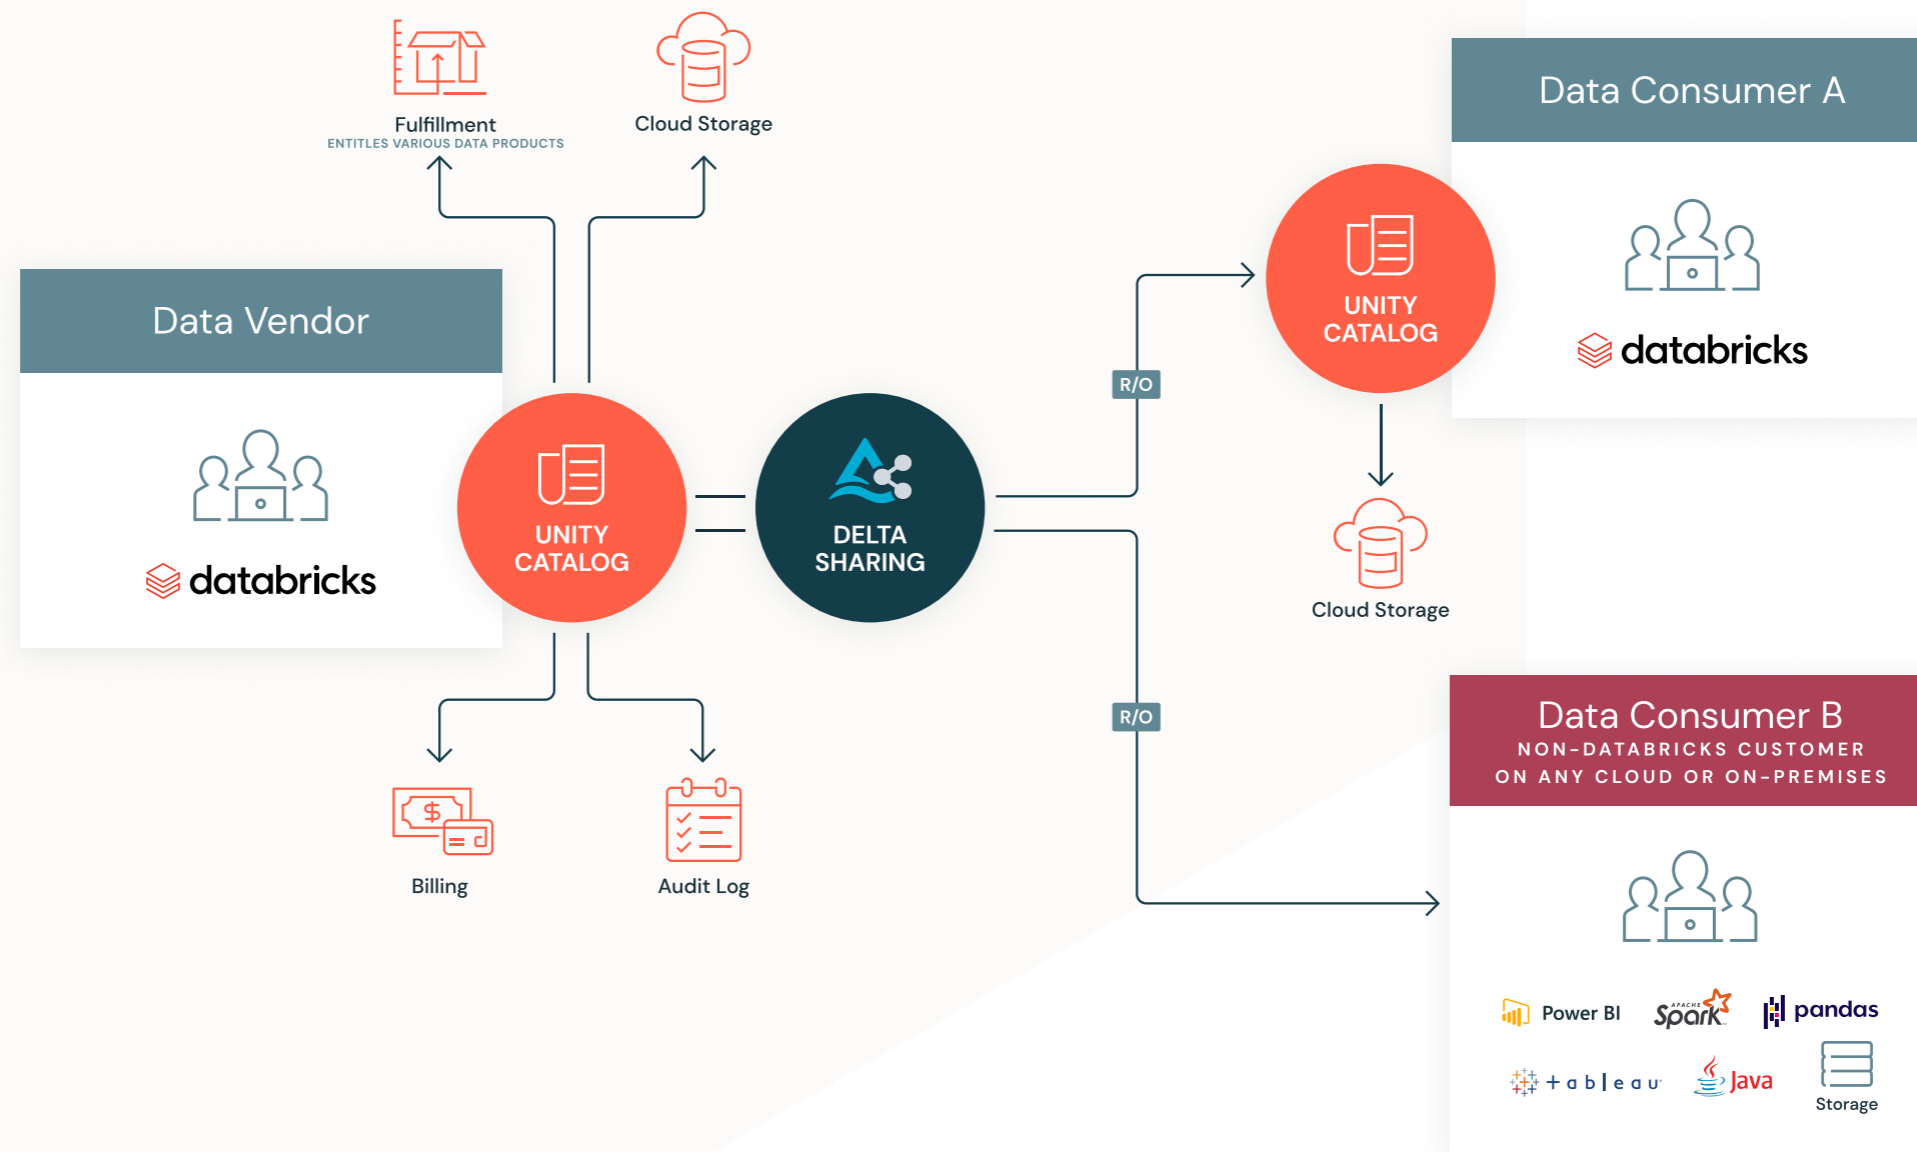 Fulfillment
ENTITLES VARIOUS DATA PRODUCTS
Cloud Storage
Data Vendor
databricks
UNITY
CATALOG
DELTA
SHARING
Billing
Audit Log
R/O
R/O
Data Consumer A
UNITY
CATALOG
databricks
Cloud Storage
Data Consumer B
NON-DATABRICKS CUSTOMER
ON ANY CLOUD OR ON-PREMISES
Power BI
APACHE
Spark
pandas
+ableau
Java
Storage